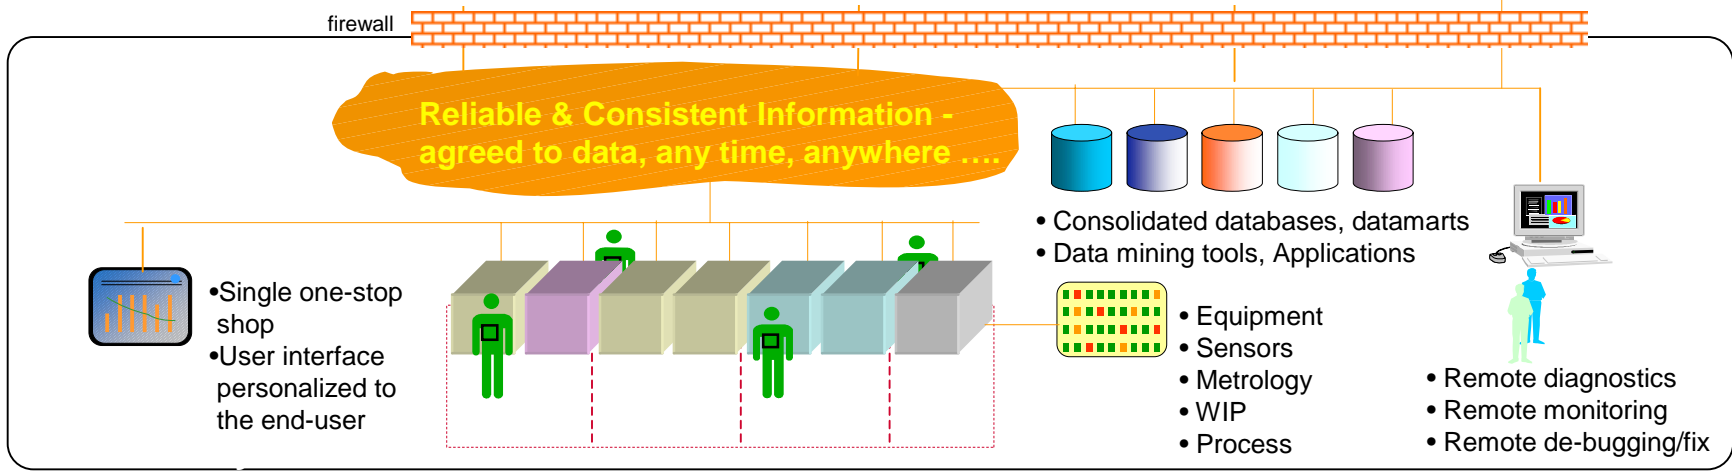 firewall
Reliable & Consistent Information -
agreed to data, any time, anywhere ….
• Consolidated databases, datamarts
• Data mining tools, Applications
•Single one-stop
shop
•User interface
personalized to
the end-user
• Equipment
• Sensors
• Metrology
• WIP
• Process
• Remote diagnostics
• Remote monitoring
• Remote de-bugging/fix